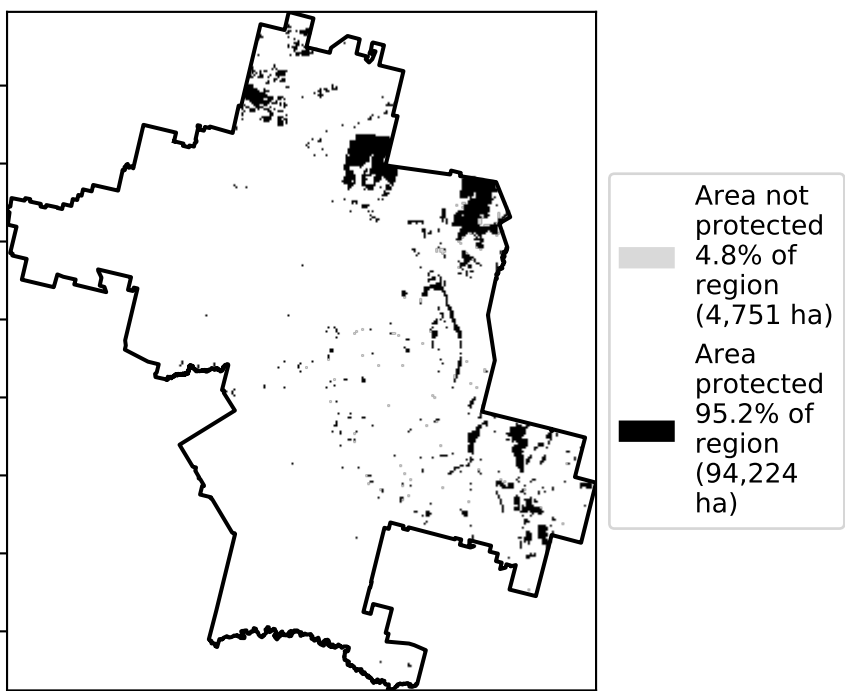 Area not
protected
4.8% of
region
(4,751 ha)
Area
protected
95.2% of
region
(94,224
ha)